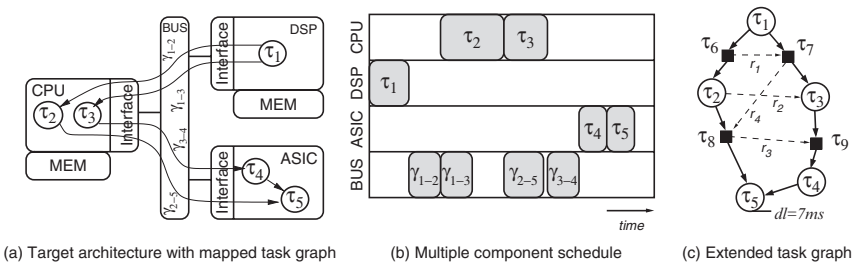 BUS
Interface
DSP
τ1
MEM
γ1−2
CPU
τ2
τ3
Interface
MEM
γ1−3
γ3−4
γ2−5
Interface
ASIC
τ4
τ5
(a) Target architecture with mapped task graph
CPU
τ2
τ3
DSP
τ1
ASIC
τ4
τ5
BUS
γ1−2
γ1−3
γ2−5
γ3−4
time
(b) Multiple component schedule
τ1
τ6
τ7
r1
τ2
r2
τ3
r4
τ8
r3
τ9
τ4
τ5
dl=7ms
(c) Extended task graph